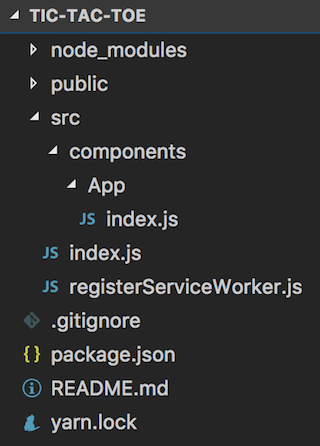 TIC-TAC-TOE
node_modules
public
src
components
App
JS index.js
JS index.js
JS registerServiceWorker.js
.gitignore
{} package.json
README.md
yarn.lock